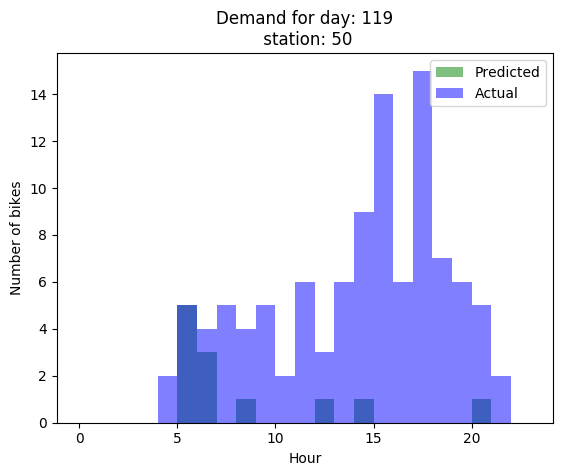 Demand for day: 119
station: 50
Predicted
Actual
Number of bikes
14
12
10
8
6
4
2
0
0 5 10 15 20
Hour